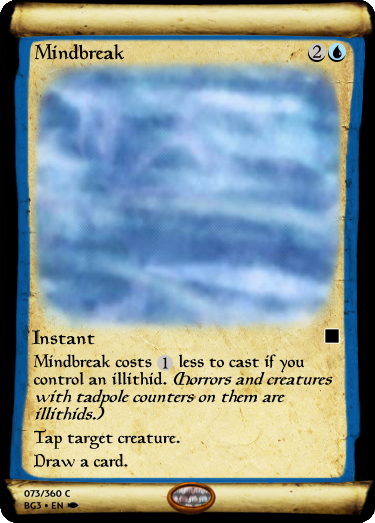 Mindbreak 2
Instant
Mindbreak costs 1 less to cast if you
control an illithid. (Horrors and creatures
with tadpole counters on them are
illithids.)
Tap target creature.
Draw a card.
073/360 C
BG3 • EN